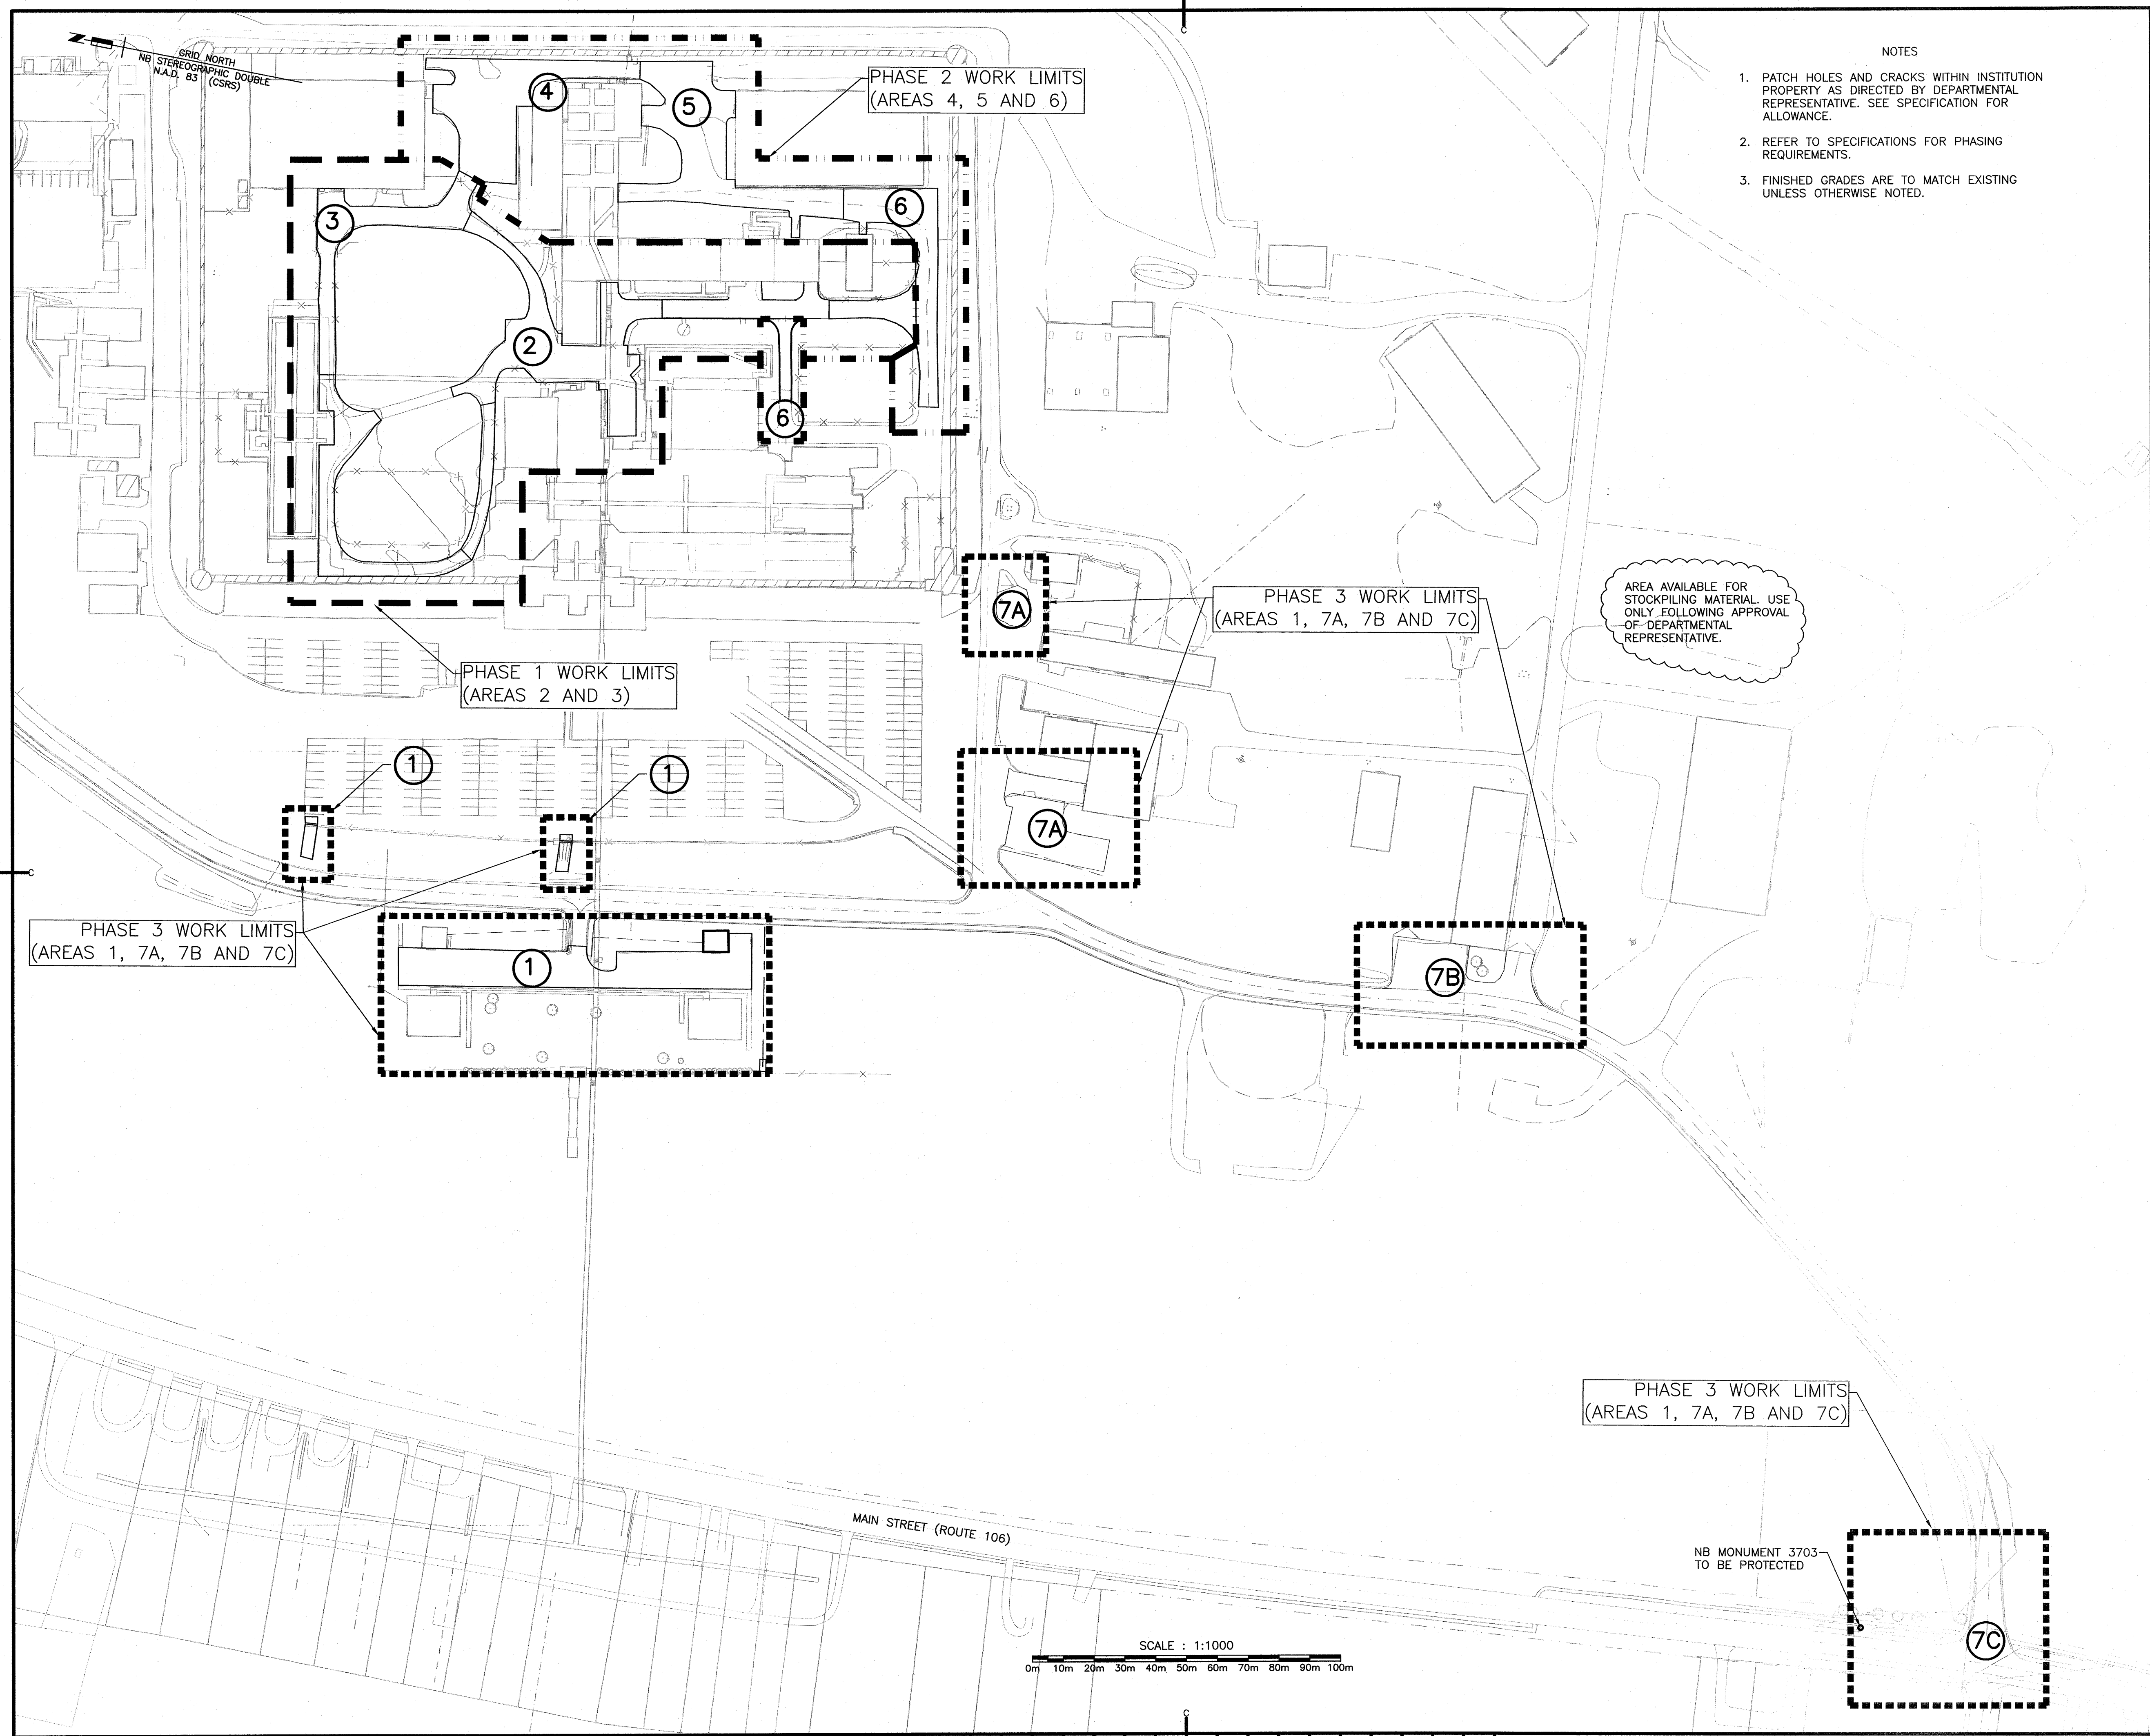 C
NOTES
1. PATCH HOLES AND CRACKS WITHIN INSTITUTION
PROPERTY AS DIRECTED BY DEPARTMENTAL
REPRESENTATIVE. SEE SPECIFICATION FOR
ALLOWANCE.
2. REFER TO SPECIFICATIONS FOR PHASING
REQUIREMENTS.
3. FINISHED GRADES ARE TO MATCH EXISTING
UNLESS OTHERWISE NOTED.
N
GRID NORTH
NB STEREOGRAPHIC DOUBLE
N.A.D. 83 (CSRS)
PHASE 2 WORK LIMITS
(AREAS 4, 5 AND 6)
4
5
6
3
2
6
7A
PHASE 3 WORK LIMITS
(AREAS 1, 7A, 7B AND 7C)
AREA AVAILABLE FOR
STOCKPILING MATERIAL. USE
ONLY FOLLOWING APPROVAL
OF DEPARTMENTAL
REPRESENTATIVE.
PHASE 1 WORK LIMITS
(AREAS 2 AND 3)
1
1
7A
C
PHASE 3 WORK LIMITS
(AREAS 1, 7A, 7B AND 7C)
1
7B
PHASE 3 WORK LIMITS
(AREAS 1, 7A, 7B AND 7C)
MAIN STREET (ROUTE 106)
NB MONUMENT 3703
TO BE PROTECTED
7C
SCALE : 1:1000
0m 10m 20m 30m 40m 50m 60m 70m 80m 90m 100m
C